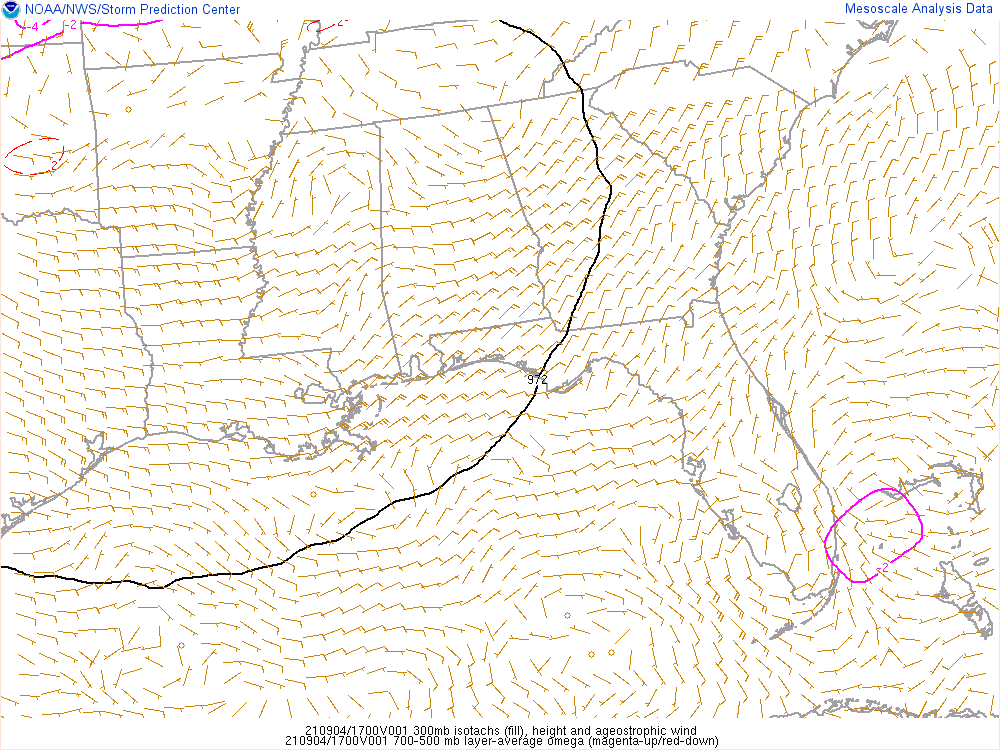 NOAA/NWS/Storm Prediction Center
Mesoscale Analysis Data
-4
-2
2
2
972
-2
210904/1700V001 300mb isotachs (fill), height and ageostrophic wind
210904/1700V001 700-500 mb layer-average omega (magenta-up/red-down)